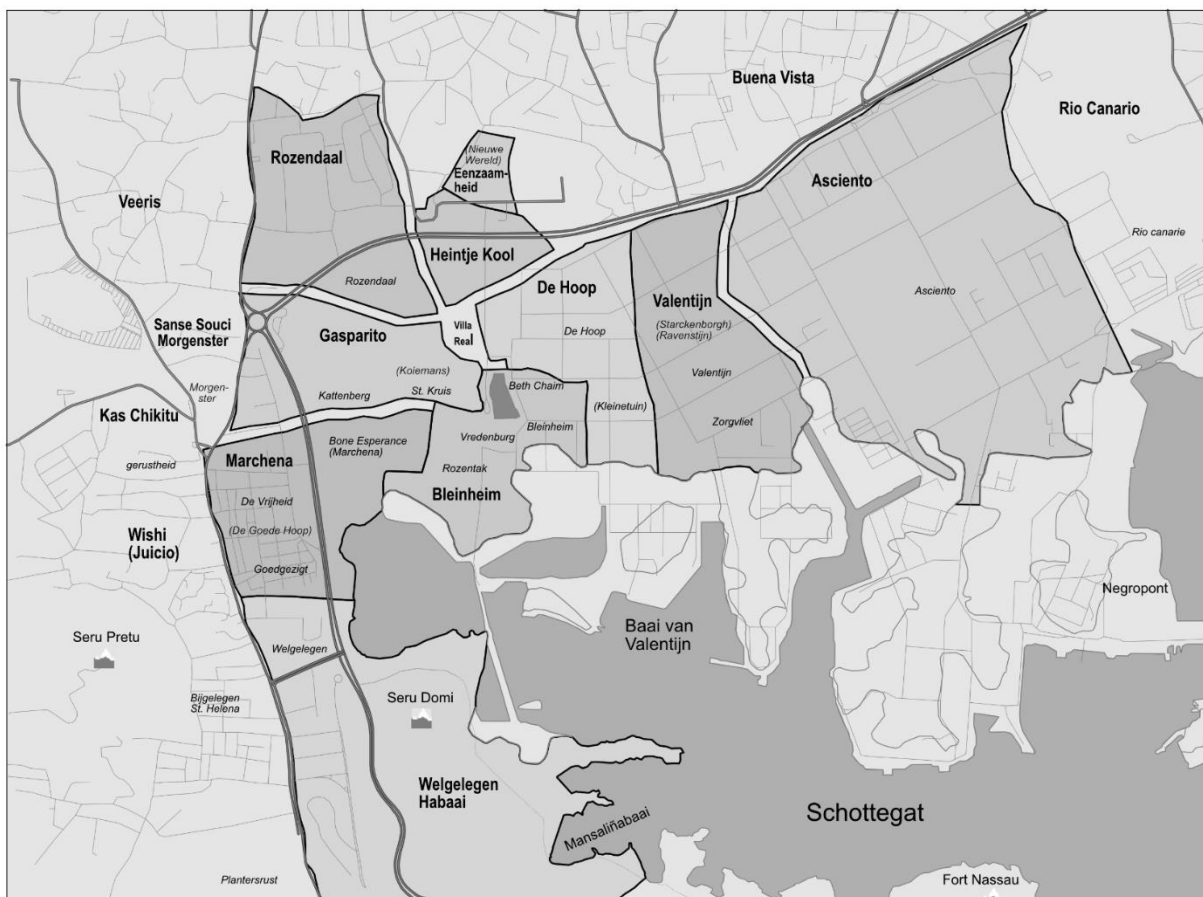 Buena Vista
Rio Canario
(Nieuwe
Wereld)
Eenzaam-
heid
Rozendaal
Asciento
Veeris
Rio canarie
Heintje Kool
Rozendaal
De Hoop
Asciento
Valentijn
(Starckenborgh)
(Ravenstijn)
Sanse Souci
Morgenster
Gasparito
Villa
Real
De Hoop
(Koiemans)
Valentijn
Morgen-
ster
Kattenberg
St. Kruis
Beth Chaim
(Kleinetuin)
Kas Chikitu
Zorgvliet
Bleinheim
Vredenburg
Bone Esperance
(Marchena)
Marchena
gerustheid
Rozentak
Bleinheim
De Vrijheid
(De Goede Hoop)
Wishi
(Juicio)
Goedgezigt
Negropont
Baai van
Valentijn
Seru Pretu
Welgelegen
Bijgelegen
St. Helena
Seru Domi
Welgelegen
Habaai
Schottegat
Mansaliñabaai
Plantersrust
Fort Nassau